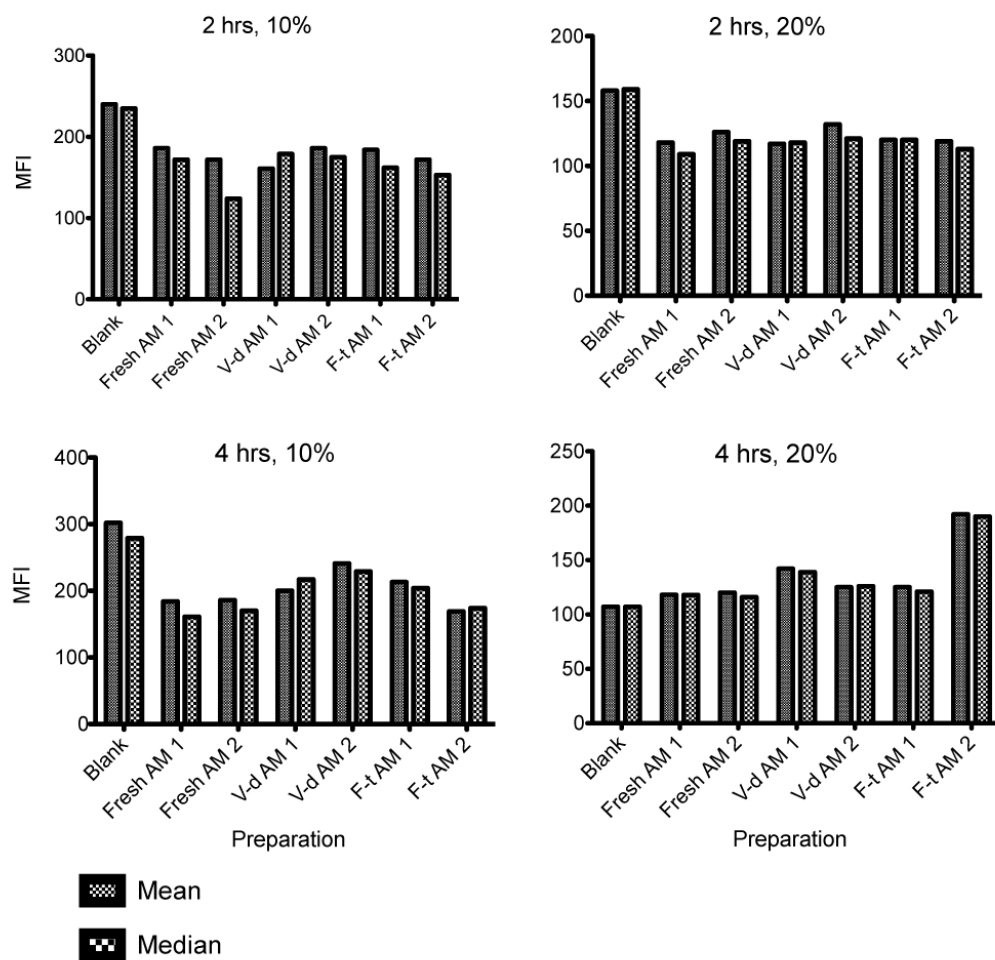 2 hrs, 10%
MFI
300
200
100
0
Blank
Fresh AM 1
Fresh AM 2
V-d AM 1
V-d AM 2
F-t AM 1
F-t AM 2
2 hrs, 20%
200
150
100
50
0
Blank
Fresh AM 1
Fresh AM 2
V-d AM 1
V-d AM 2
F-t AM 1
F-t AM 2
4 hrs, 10%
MFI
400
300
200
100
0
Blank
Fresh AM 1
Fresh AM 2
V-d AM 1
V-d AM 2
F-t AM 1
F-t AM 2
Preparation
4 hrs, 20%
250
200
150
100
50
0
Blank
Fresh AM 1
Fresh AM 2
V-d AM 1
V-d AM 2
F-t AM 1
F-t AM 2
Preparation
Mean
Median